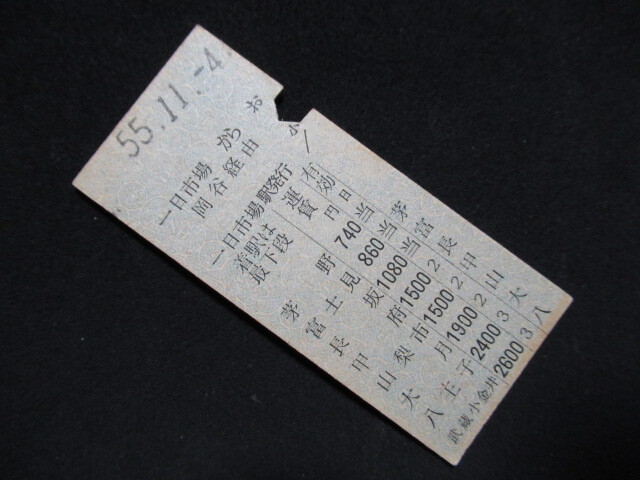 55.11.-4
一日市場から
岡谷経由
一日市場駅発行
着駅は
最下段
運賃
円
有効
日
お
小
茅野 740 当 茅
富士見 860 当 富
長坂 1080 当 長
甲府 1500 2 甲
山梨市 1500 2 山
大月 1900 2 大
八王子 2400 3 八
武蔵小金井 2600 3